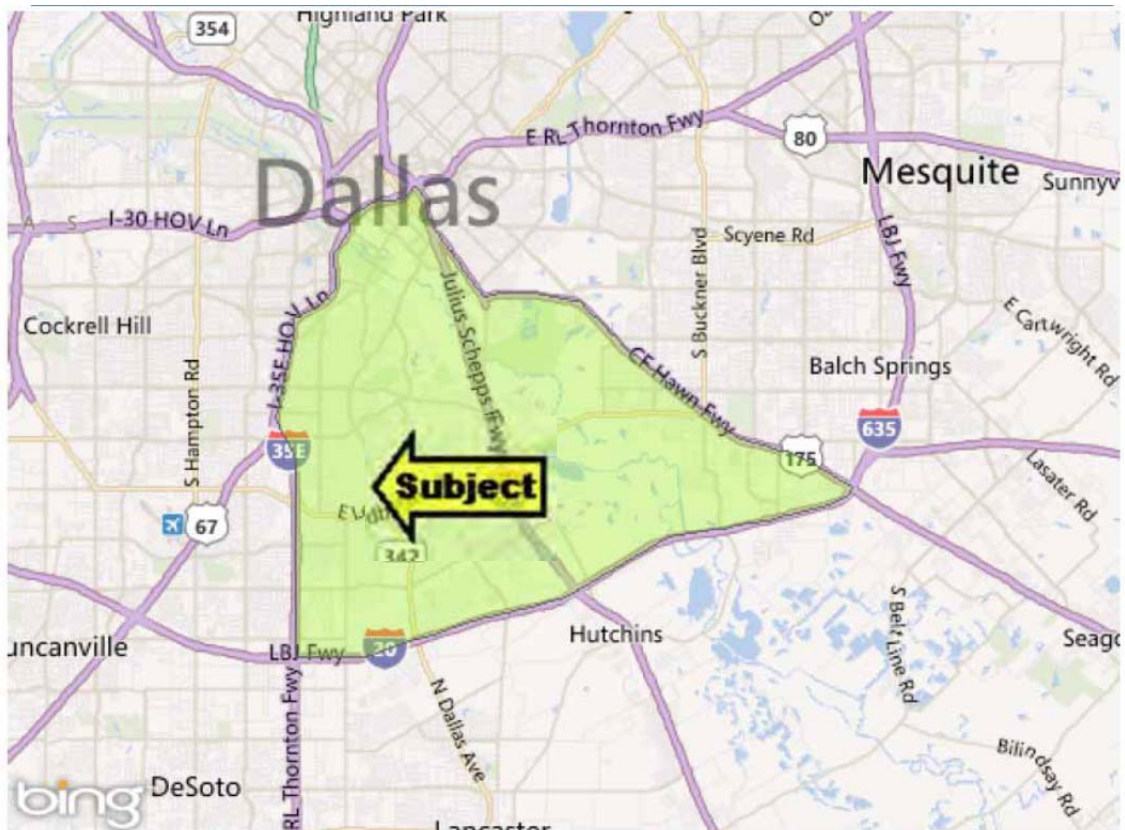 Highland Park
354
E RL Thornton Fwy
80
Dallas
Mesquite
Sunnyv
I-30 HOV Ln
Scyene Rd
LBJ Fwy
S Buckner Blvd
Julius Schepps Fwy
I-35E HOV Ln
Cockrell Hill
E Cartwright Rd
CF Hawn Fwy
Balch Springs
S Hampton Rd
635
35E
175
Lasater Rd
Subject
67
342
S Belt Line Rd
Hutchins
Seago
uncanville
LBJ Fwy
20
N Dallas Ave
RL Thornton Fwy
Bilindsay Rd
DeSoto
bing
Lancaster